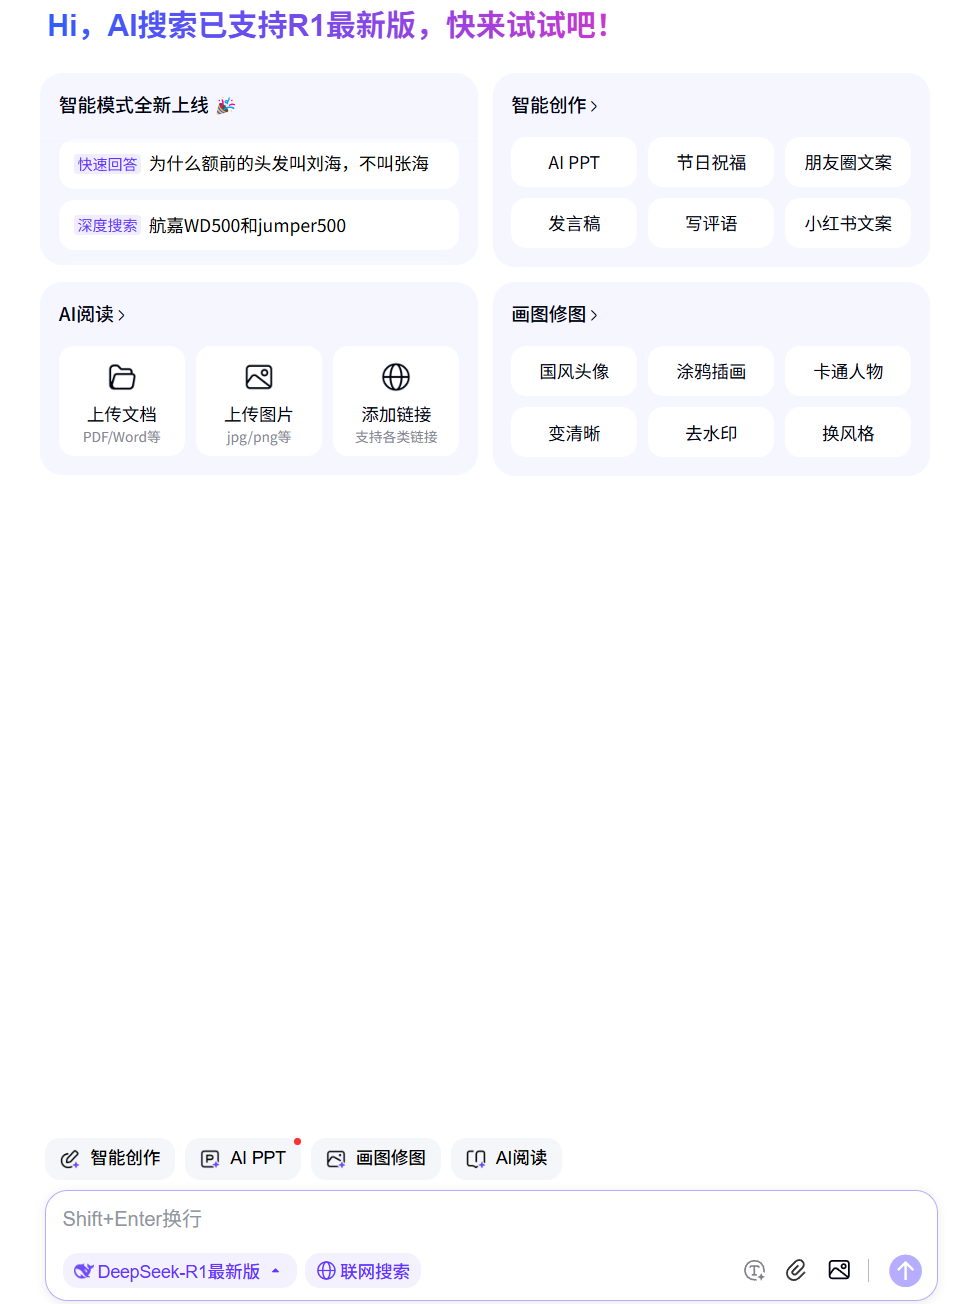 Hi，AI搜索已支持R1最新版，快来试试吧！
智能模式全新上线
快速回答 为什么额前的头发叫刘海，不叫张海
深度搜索 航嘉WD500和jumper500
智能创作
AI PPT 节日祝福 朋友圈文案
发言稿 写评语 小红书文案
AI阅读
上传文档 上传图片 添加链接
PDF/Word等 jpg/png等 支持各类链接
画图修图
国风头像 涂鸦插画 卡通人物
变清晰 去水印 换风格
智能创作 AI PPT 画图修图 AI阅读
Shift+Enter换行
DeepSeek-R1最新版 联网搜索